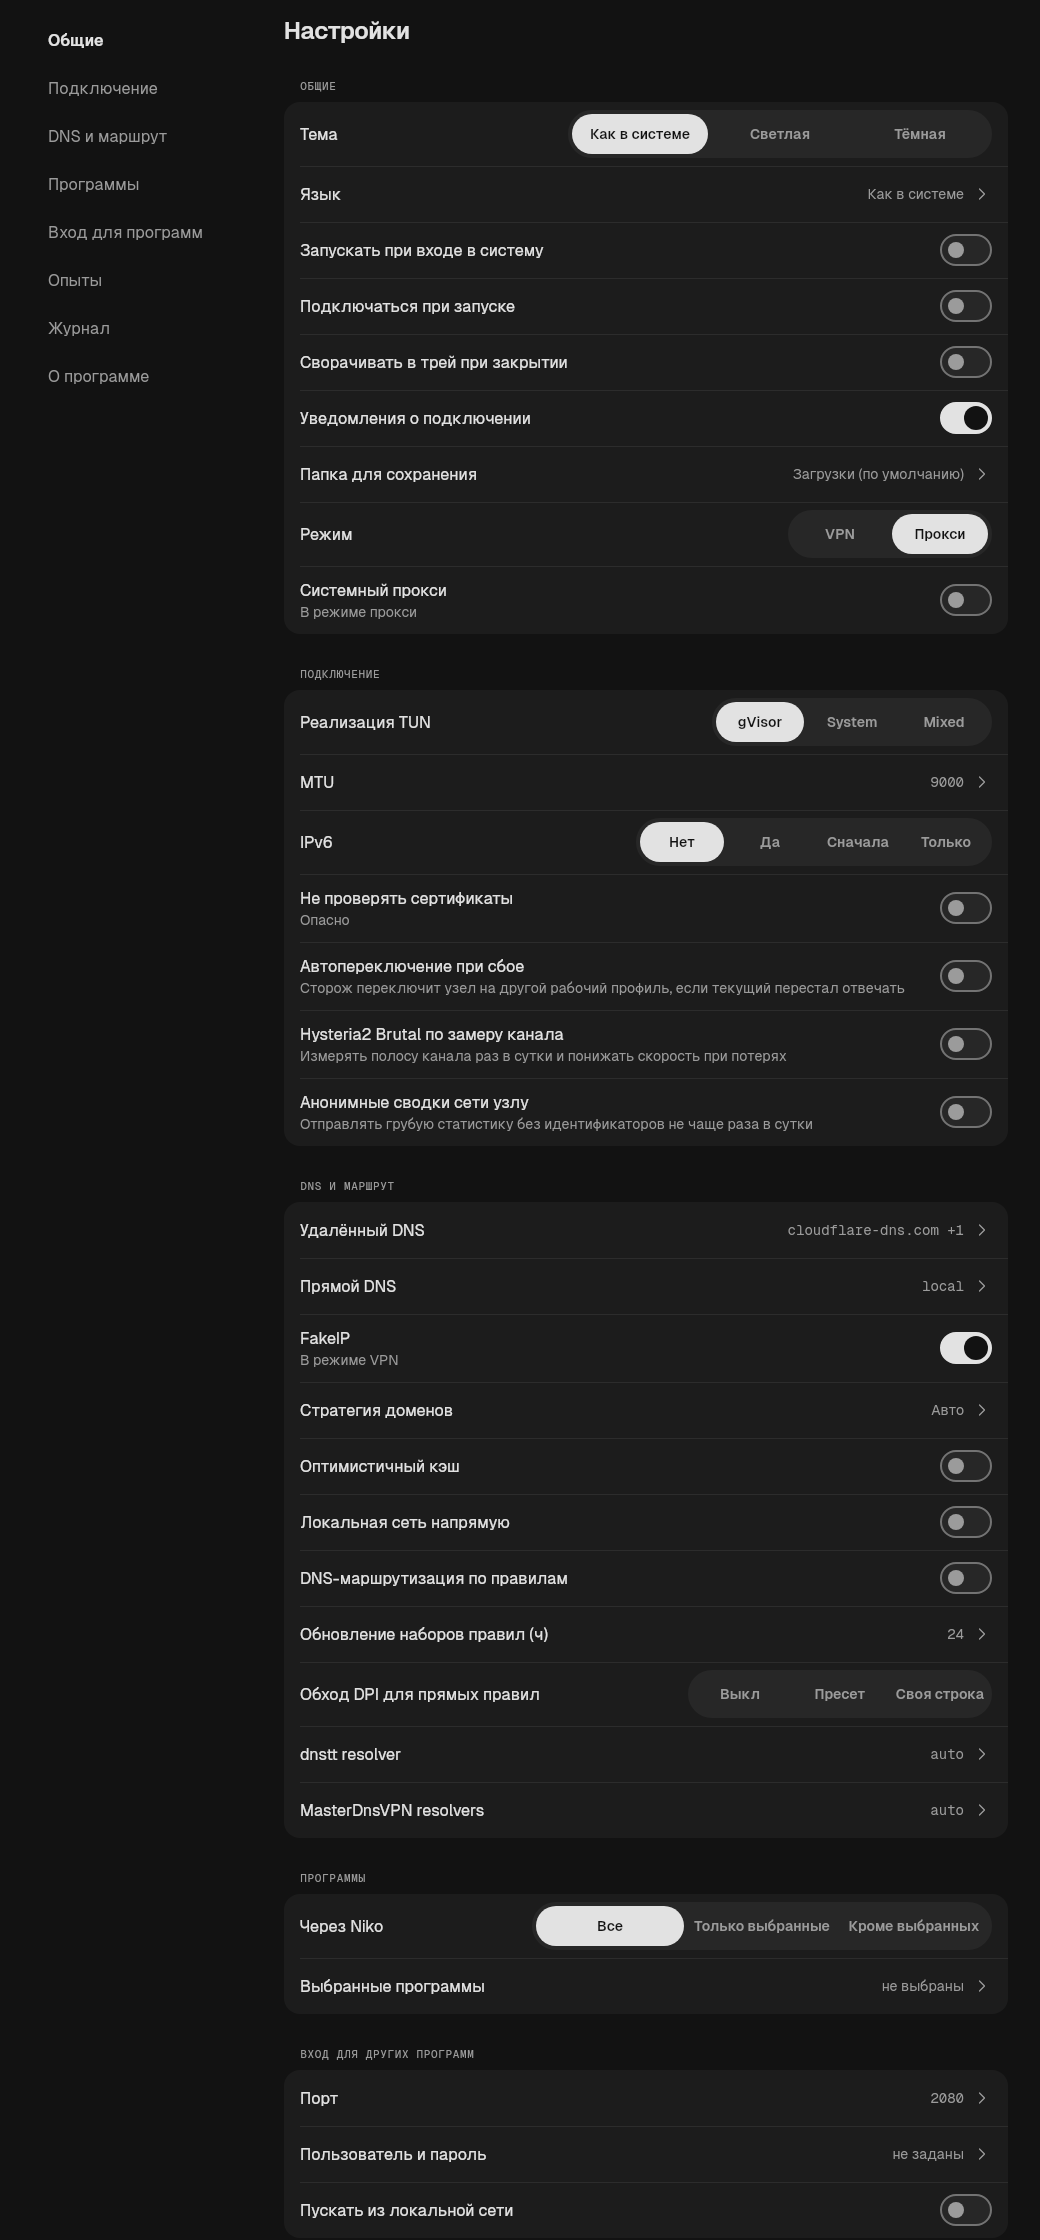 Общие
Подключение
DNS и маршрут
Программы
Вход для программ
Опыты
Журнал
О программе
Настройки
ОБЩИЕ
Тема Как в системе Светлая Тёмная
Язык Как в системе
Запускать при входе в систему
Подключаться при запуске
Сворачивать в трей при закрытии
Уведомления о подключении
Папка для сохранения Загрузки (по умолчанию)
Режим VPN Прокси
Системный прокси
В режиме прокси
ПОДКЛЮЧЕНИЕ
Реализация TUN gVisor System Mixed
MTU 9000
IPv6 Нет Да Сначала Только
Не проверять сертификаты
Опасно
Автопереключение при сбое
Сторож переключит узел на другой рабочий профиль, если текущий перестал отвечать
Hysteria2 Brutal по замеру канала
Измерять полосу канала раз в сутки и понижать скорость при потерях
Анонимные сводки сети узлу
Отправлять грубую статистику без идентификаторов не чаще раза в сутки
DNS И МАРШРУТ
Удалённый DNS cloudflare-dns.com +1
Прямой DNS local
FakeIP
В режиме VPN
Стратегия доменов Авто
Оптимистичный кэш
Локальная сеть напрямую
DNS-маршрутизация по правилам
Обновление наборов правил (ч) 24
Обход DPI для прямых правил Выкл Пресет Своя строка
dnstt resolver auto
MasterDnsVPN resolvers auto
ПРОГРАММЫ
Через Niko Все Только выбранные Кроме выбранных
Выбранные программы не выбраны
ВХОД ДЛЯ ДРУГИХ ПРОГРАММ
Порт 2080
Пользователь и пароль не заданы
Пускать из локальной сети